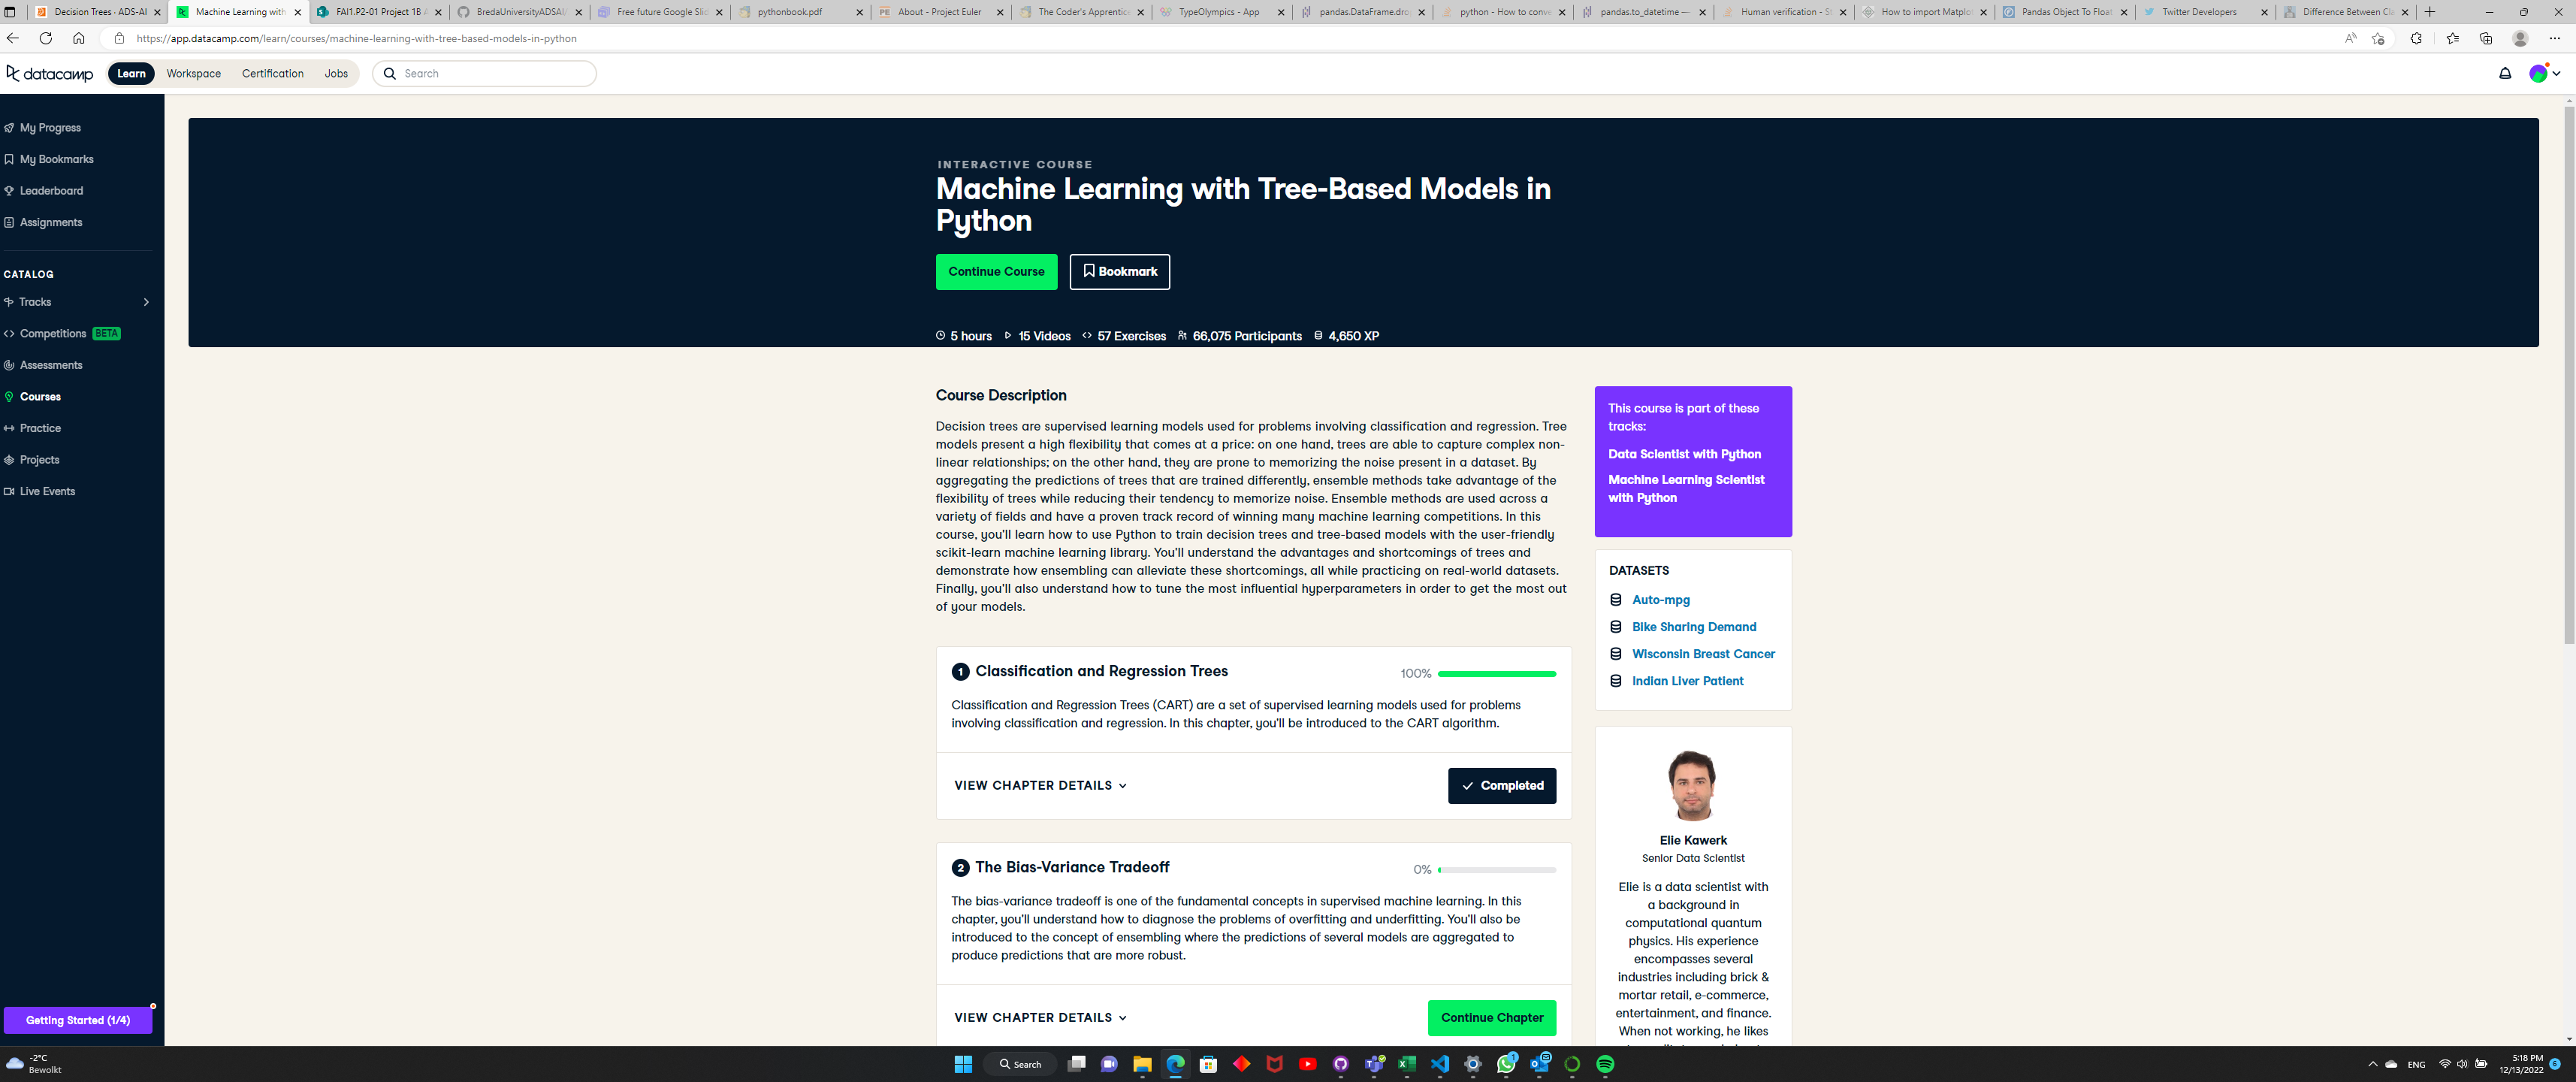 Decision Trees · ADS-AI
Machine Learning with
FAI1.P2-01 Project 1B A
BredaUniversityADSAI/
Free future Google Slid
pythonbook.pdf
About - Project Euler
The Coder's Apprentice
TypeOlympics - App
pandas.DataFrame.dro
python - How to conve
pandas.to_datetime —
Human verification - St
How to import Matplot
Pandas Object To Float
Twitter Developers
Difference Between Cla
https://app.datacamp.com/learn/courses/machine-learning-with-tree-based-models-in-python
datacamp
Learn
Workspace
Certification
Jobs
Search
My Progress
My Bookmarks
Leaderboard
Assignments
CATALOG
Tracks
Competitions BETA
Assessments
Courses
Practice
Projects
Live Events
Getting Started (1/4)
INTERACTIVE COURSE
Machine Learning with Tree-Based Models in
Python
Continue Course
Bookmark
5 hours 15 Videos 57 Exercises 66,075 Participants 4,650 XP
Course Description
Decision trees are supervised learning models used for problems involving classification and regression. Tree
models present a high flexibility that comes at a price: on one hand, trees are able to capture complex non-
linear relationships; on the other hand, they are prone to memorizing the noise present in a dataset. By
aggregating the predictions of trees that are trained differently, ensemble methods take advantage of the
flexibility of trees while reducing their tendency to memorize noise. Ensemble methods are used across a
variety of fields and have a proven track record of winning many machine learning competitions. In this
course, you'll learn how to use Python to train decision trees and tree-based models with the user-friendly
scikit-learn machine learning library. You'll understand the advantages and shortcomings of trees and
demonstrate how ensembling can alleviate these shortcomings, all while practicing on real-world datasets.
Finally, you'll also understand how to tune the most influential hyperparameters in order to get the most out
of your models.
1 Classification and Regression Trees
100%
Classification and Regression Trees (CART) are a set of supervised learning models used for problems
involving classification and regression. In this chapter, you'll be introduced to the CART algorithm.
VIEW CHAPTER DETAILS
Completed
2 The Bias-Variance Tradeoff
0%
The bias-variance tradeoff is one of the fundamental concepts in supervised machine learning. In this
chapter, you'll understand how to diagnose the problems of overfitting and underfitting. You'll also be
introduced to the concept of ensembling where the predictions of several models are aggregated to
produce predictions that are more robust.
VIEW CHAPTER DETAILS
Continue Chapter
This course is part of these
tracks:
Data Scientist with Python
Machine Learning Scientist
with Python
DATASETS
Auto-mpg
Bike Sharing Demand
Wisconsin Breast Cancer
Indian Liver Patient
Elie Kawerk
Senior Data Scientist
Elie is a data scientist with
a background in
computational quantum
physics. His experience
encompasses several
industries including brick &
mortar retail, e-commerce,
entertainment, and finance.
When not working, he likes
-2°C
Bewolkt
Search
ENG
5:18 PM
12/13/2022
6